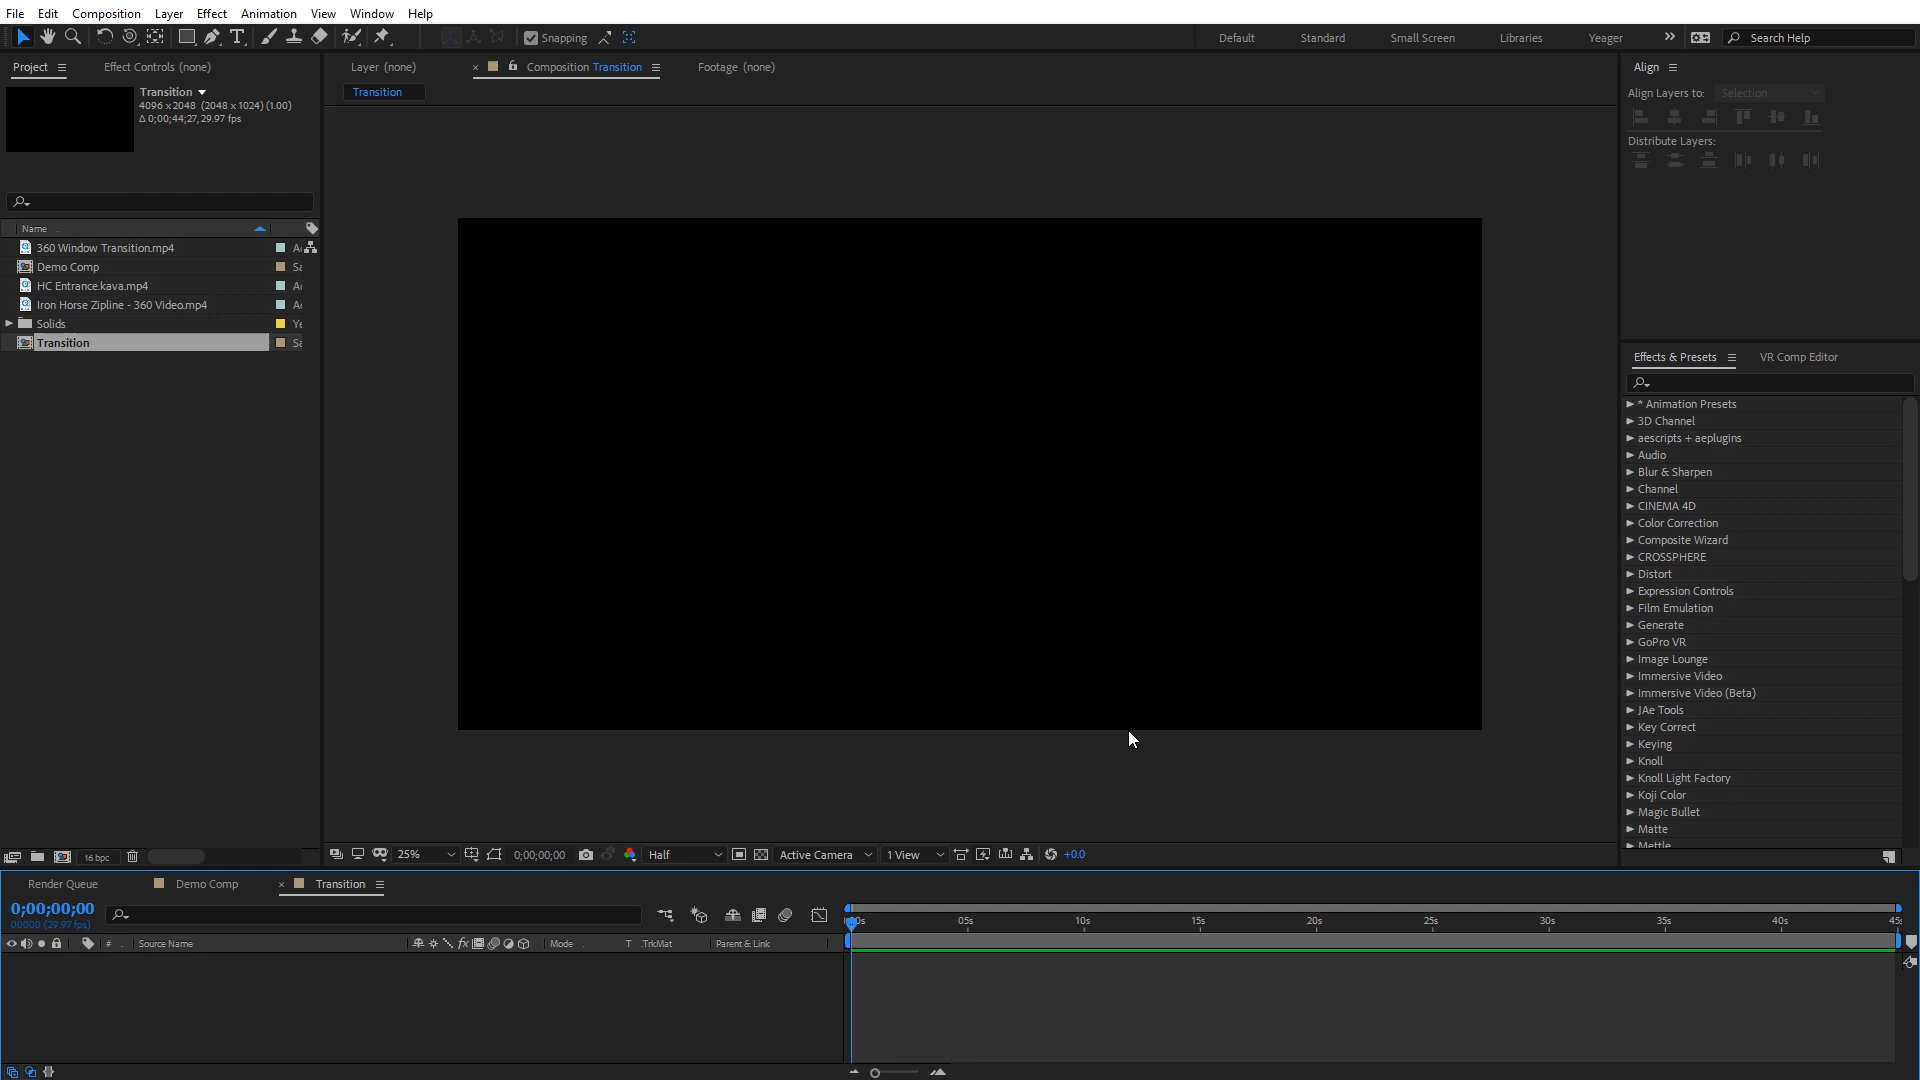 File Edit Composition Layer Effect Animation View Window Help
Snapping Default Standard Small Screen Libraries Yeager Search Help
Project Effect Controls (none)
Transition
4096 x 2048 (2048 x 1024) (1.00)
Δ 0;00;44;27, 29.97 fps
Name
360 Window Transition.mp4
Demo Comp
HC Entrance.kava.mp4
Iron Horse Zipline - 360 Video.mp4
Solids
Transition
16 bpc
Layer (none) Composition Transition Footage (none)
Transition
25% 0;00;00;00 Half Active Camera 1 View +0.0
Align
Align Layers to: Selection
Distribute Layers:
Effects & Presets VR Comp Editor
* Animation Presets
3D Channel
aescripts + aeplugins
Audio
Blur & Sharpen
Channel
CINEMA 4D
Color Correction
Composite Wizard
CROSSPHERE
Distort
Expression Controls
Film Emulation
Generate
GoPro VR
Image Lounge
Immersive Video
Immersive Video (Beta)
JAe Tools
Key Correct
Keying
Knoll
Knoll Light Factory
Koji Color
Magic Bullet
Matte
Mettle
Render Queue Demo Comp Transition
0;00;00;00
00000 (29.97 fps)
05s 10s 15s 20s 25s 30s 35s 40s
# Source Name fx Mode T .TrkMat Parent & Link